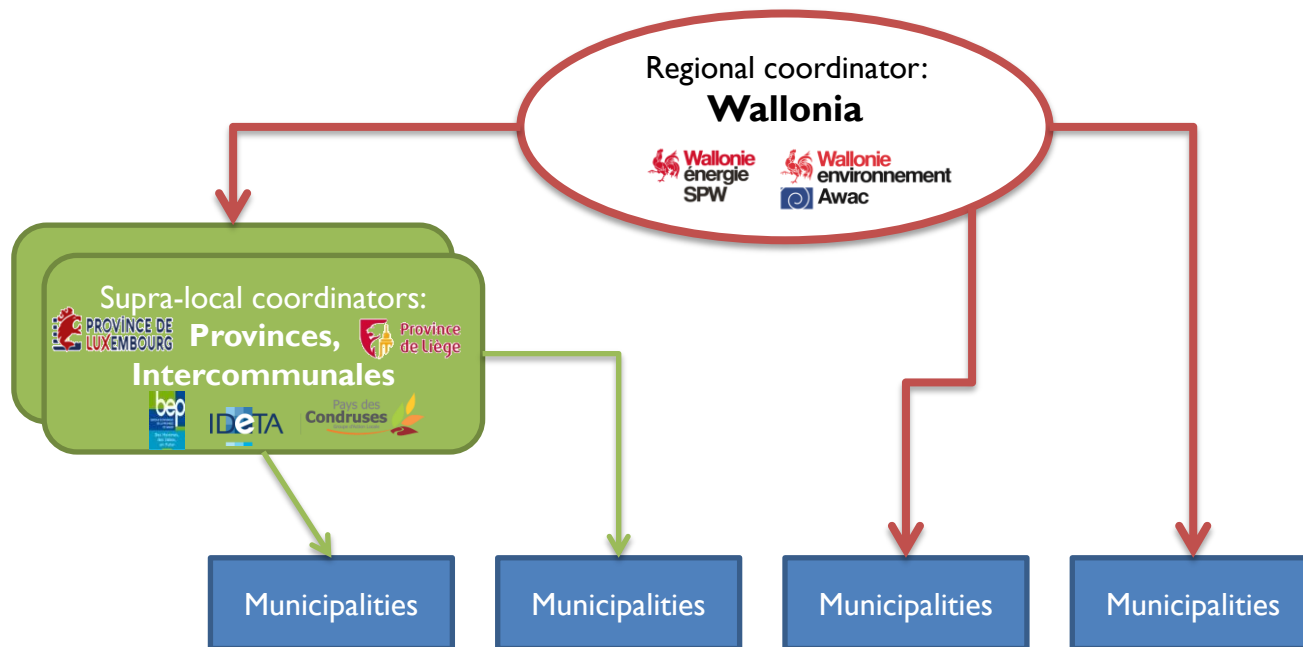 Regional coordinator:
Wallonia
Wallonie
énergie
SPW
Wallonie
environnement
Awac
Supra-local coordinators:
PROVINCE DE
LUXEMBOURG
Provinces,
Province
de Liège
Intercommunales
bep
IDETA
Pays des
Condruses
Municipalities
Municipalities
Municipalities
Municipalities